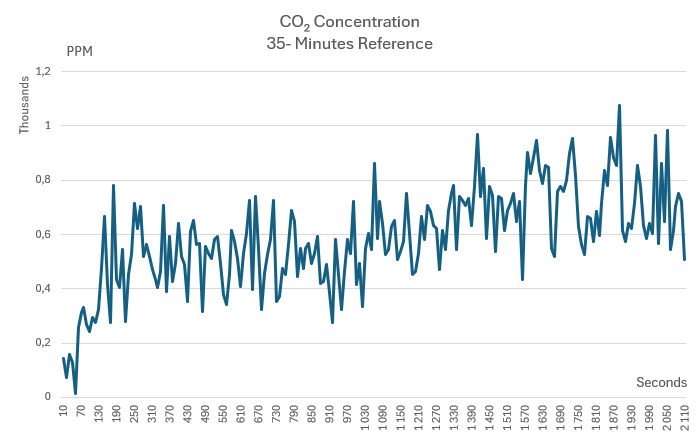 CO₂ Concentration
35- Minutes Reference
PPM
Thousands
1,2
1
0,8
0,6
0,4
0,2
0
Seconds
10 70 130 190 250 310 370 430 490 550 610 670 730 790 850 910 970 1 030 1 090 1 150 1 210 1 270 1 330 1 390 1 450 1 510 1 570 1 630 1 690 1 750 1 810 1 870 1 930 1 990 2 050 2 110